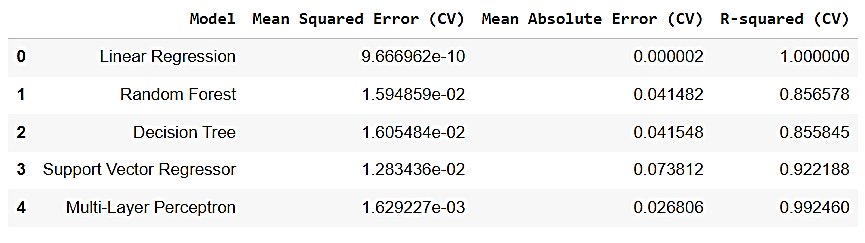 Model Mean Squared Error (CV) Mean Absolute Error (CV) R-squared (CV)
0 Linear Regression 9.666962e-10 0.000002 1.000000
1 Random Forest 1.594859e-02 0.041482 0.856578
2 Decision Tree 1.605484e-02 0.041548 0.855845
3 Support Vector Regressor 1.283436e-02 0.073812 0.922188
4 Multi-Layer Perceptron 1.629227e-03 0.026806 0.992460